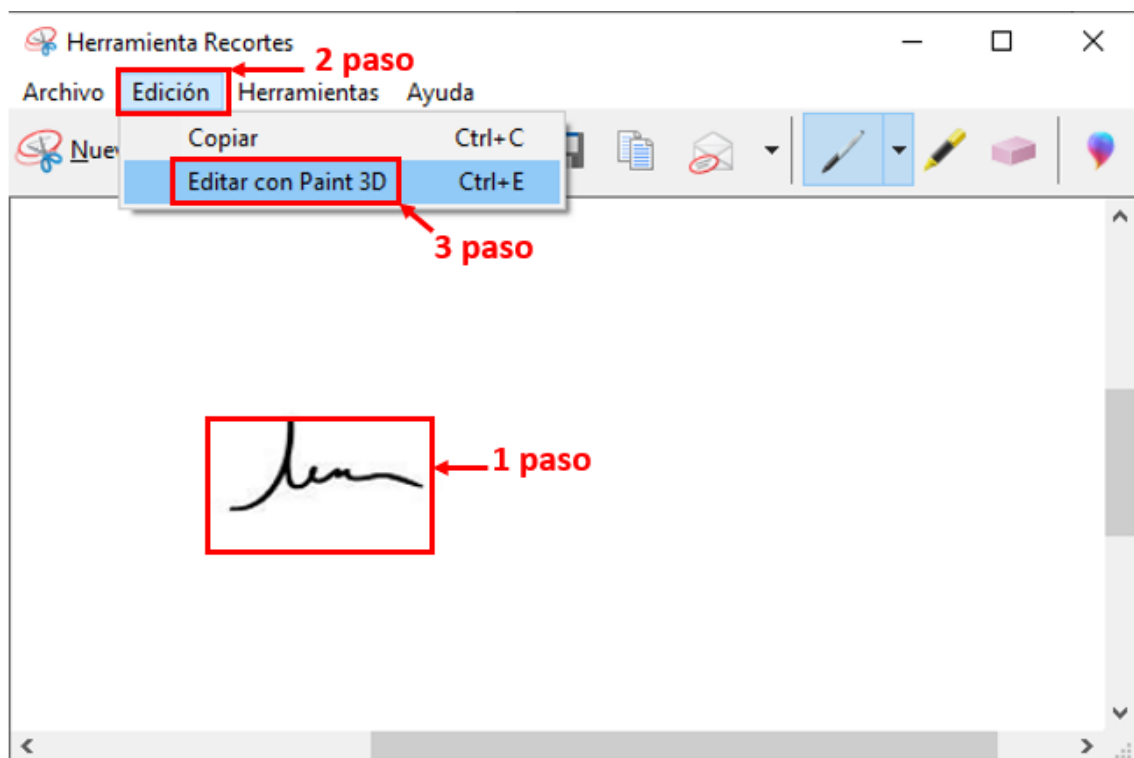 Herramienta Recortes
2 paso
Archivo Edición Herramientas Ayuda
Copiar Ctrl+C
Editar con Paint 3D Ctrl+E
3 paso
1 paso